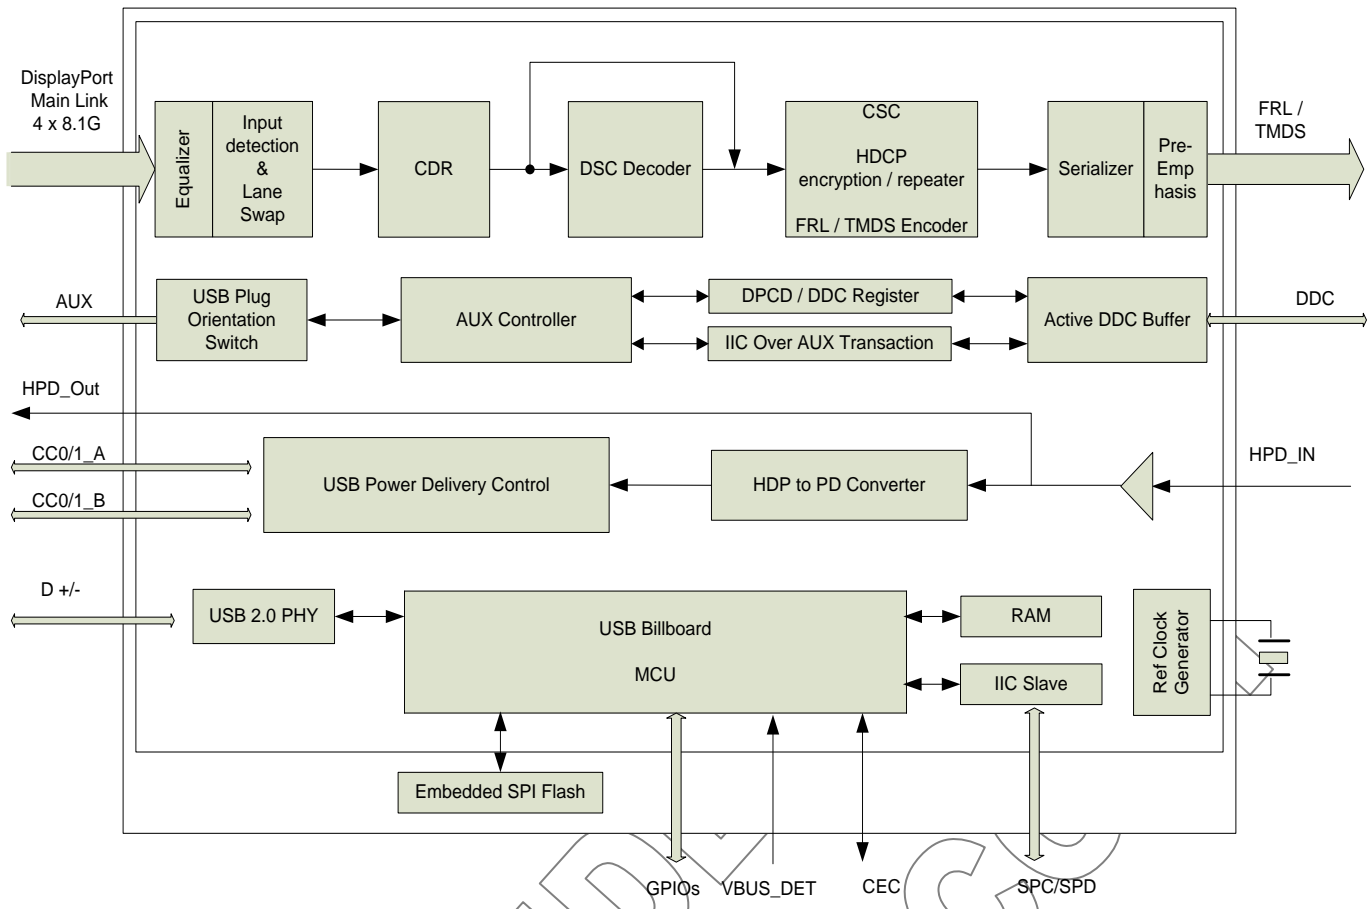 DisplayPort
Main Link
4 x 8.1G
Equalizer
Input
detection
&
Lane
Swap
CDR
DSC Decoder
CSC
HDCP
encryption / repeater
FRL / TMDS Encoder
Serializer
Pre-
Emp
hasis
FRL /
TMDS
AUX
USB Plug
Orientation
Switch
AUX Controller
DPCD / DDC Register
IIC Over AUX Transaction
Active DDC Buffer
DDC
HPD_Out
CC0/1_A
CC0/1_B
USB Power Delivery Control
HDP to PD Converter
HPD_IN
D +/-
USB 2.0 PHY
USB Billboard
MCU
RAM
IIC Slave
Ref Clock
Generator
Embedded SPI Flash
GPIOs
VBUS_DET
CEC
SPC/SPD